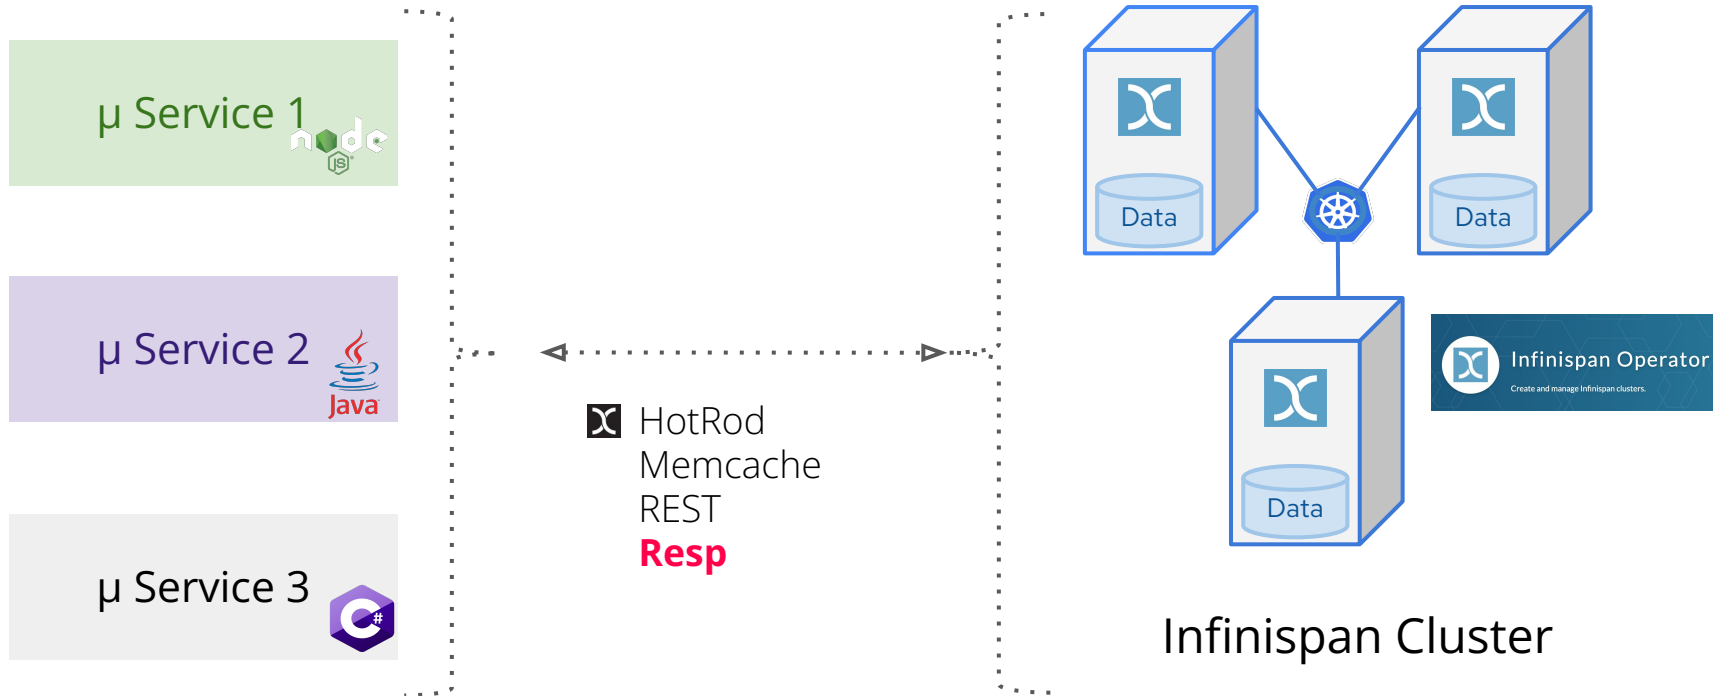 µ Service 1
node
JS
µ Service 2
Java
µ Service 3
C#
HotRod
Memcache
REST
Resp
Data
Data
Data
Infinispan Operator
Create and manage Infinispan clusters.
Infinispan Cluster